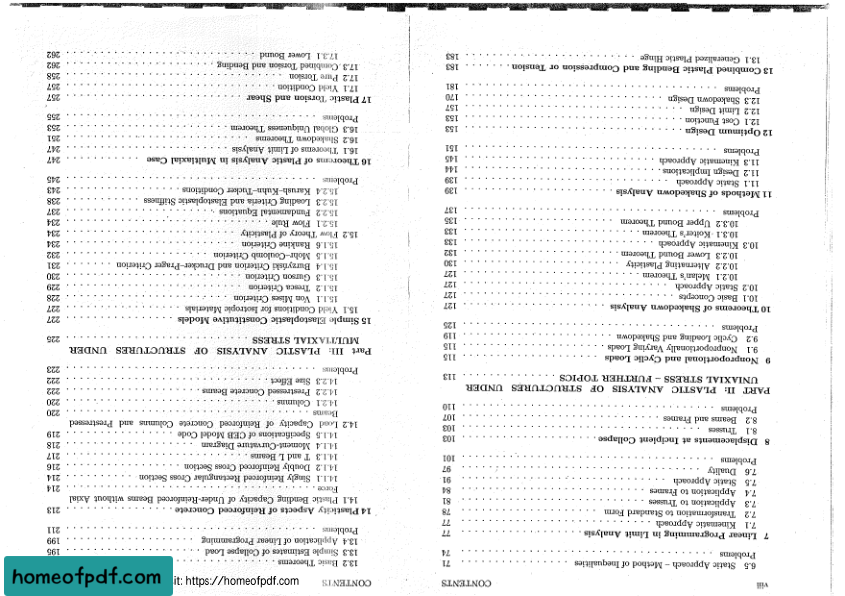 viii CONTENTS
6.5 Static Approach – Method of Inequalities . . . 71
Problems . . . 74
7 Linear Programming in Limit Analysis . . . 77
7.1 Kinematic Approach . . . 77
7.2 Transformation to Standard Form . . . 78
7.3 Application to Trusses . . . 81
7.4 Application to Frames . . . 84
7.5 Static Approach . . . 91
7.6 Duality . . . 97
Problems . . . 101
8 Displacements at Incipient Collapse . . . 103
8.1 Trusses . . . 103
8.2 Beams and Frames . . . 107
Problems . . . 110
PART II: PLASTIC ANALYSIS OF STRUCTURES UNDER
UNIAXIAL STRESS – FURTHER TOPICS 113
9 Nonproportional and Cyclic Loads . . . 115
9.1 Nonproportionally Varying Loads . . . 115
9.2 Cyclic Loading and Shakedown . . . 119
Problems . . . 125
10 Theorems of Shakedown Analysis . . . 127
10.1 Basic Concepts . . . 127
10.2 Static Approach . . . 127
10.2.1 Melan's Theorem . . . 127
10.2.2 Alternating Plasticity . . . 130
10.2.3 Lower Bound Theorem . . . 132
10.3 Kinematic Approach . . . 133
10.3.1 Koiter's Theorem . . . 133
10.3.2 Upper Bound Theorem . . . 135
Problems . . . 137
11 Methods of Shakedown Analysis . . . 139
11.1 Static Approach . . . 139
11.2 Design Implications . . . 144
11.3 Kinematic Approach . . . 145
Problems . . . 151
12 Optimum Design . . . 153
12.1 Cost Function . . . 153
12.2 Limit Design . . . 157
12.3 Shakedown Design . . . 170
Problems . . . 181
13 Combined Plastic Bending and Compression or Tension . . . 183
13.1 Generalized Plastic Hinge . . . 183
CONTENTS
13.2 Basic Theorems
13.3 Simple Estimates of Collapse Load . . . 195
13.4 Application of Linear Programming . . . 199
Problems . . . 211
14 Plasticity Aspects of Reinforced Concrete . . . 213
14.1 Plastic Bending Capacity of Under-Reinforced Beams without Axial
Force . . . 214
14.1.1 Singly Reinforced Rectangular Cross Section . . . 214
14.1.2 Doubly Reinforced Cross Section . . . 216
14.1.3 T and L Beams . . . 217
14.1.4 Moment-Curvature Diagram . . . 218
14.1.5 Specifications of CEB Model Code . . . 219
14.2 Load Capacity of Reinforced Concrete Columns and Prestressed
Beams . . . 220
14.2.1 Columns . . . 220
14.2.2 Prestressed Concrete Beams . . . 222
14.2.3 Size Effect . . . 222
Problems . . . 223
Part III: PLASTIC ANALYSIS OF STRUCTURES UNDER
MULTIAXIAL STRESS 225
15 Simple Elastoplastic Constitutive Models . . . 227
15.1 Yield Conditions for Isotropic Materials . . . 227
15.1.1 Von Mises Criterion . . . 228
15.1.2 Tresca Criterion . . . 229
15.1.3 Gurson Criterion . . . 230
15.1.4 Burzyński Criterion and Drucker–Prager Criterion . . . 231
15.1.5 Mohr–Coulomb Criterion . . . 232
15.1.6 Rankine Criterion . . . 234
15.2 Flow Theory of Plasticity . . . 234
15.2.1 Flow Rule . . . 234
15.2.2 Fundamental Equations . . . 237
15.2.3 Loading Criteria and Elastoplastic Stiffness . . . 238
15.2.4 Karush–Kuhn–Tucker Conditions . . . 243
Problems . . . 245
16 Theorems of Plastic Analysis in Multiaxial Case . . . 247
16.1 Theorems of Limit Analysis . . . 247
16.2 Shakedown Theorems . . . 251
16.3 Global Uniqueness Theorem . . . 253
Problems . . . 255
17 Plastic Torsion and Shear . . . 257
17.1 Yield Condition . . . 257
17.2 Pure Torsion . . . 258
17.3 Combined Torsion and Bending . . . 262
17.3.1 Lower Bound . . . 262
homeofpdf.com
it: https://homeofpdf.com